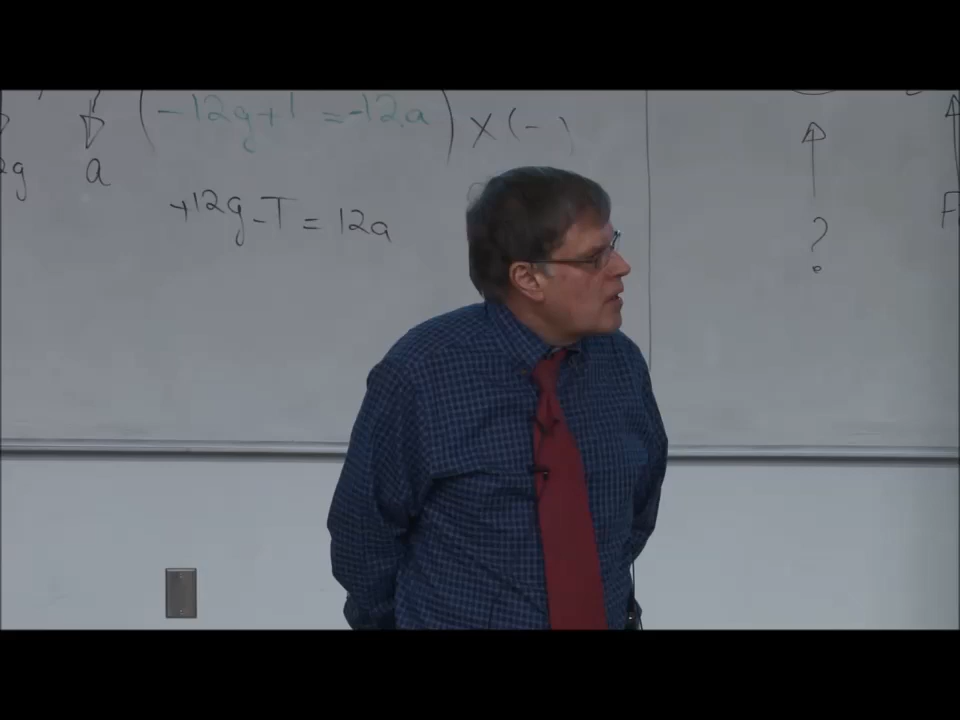 (-12g+T = -12a) X (-)
2g
a
+12g - T = 12a
?
F